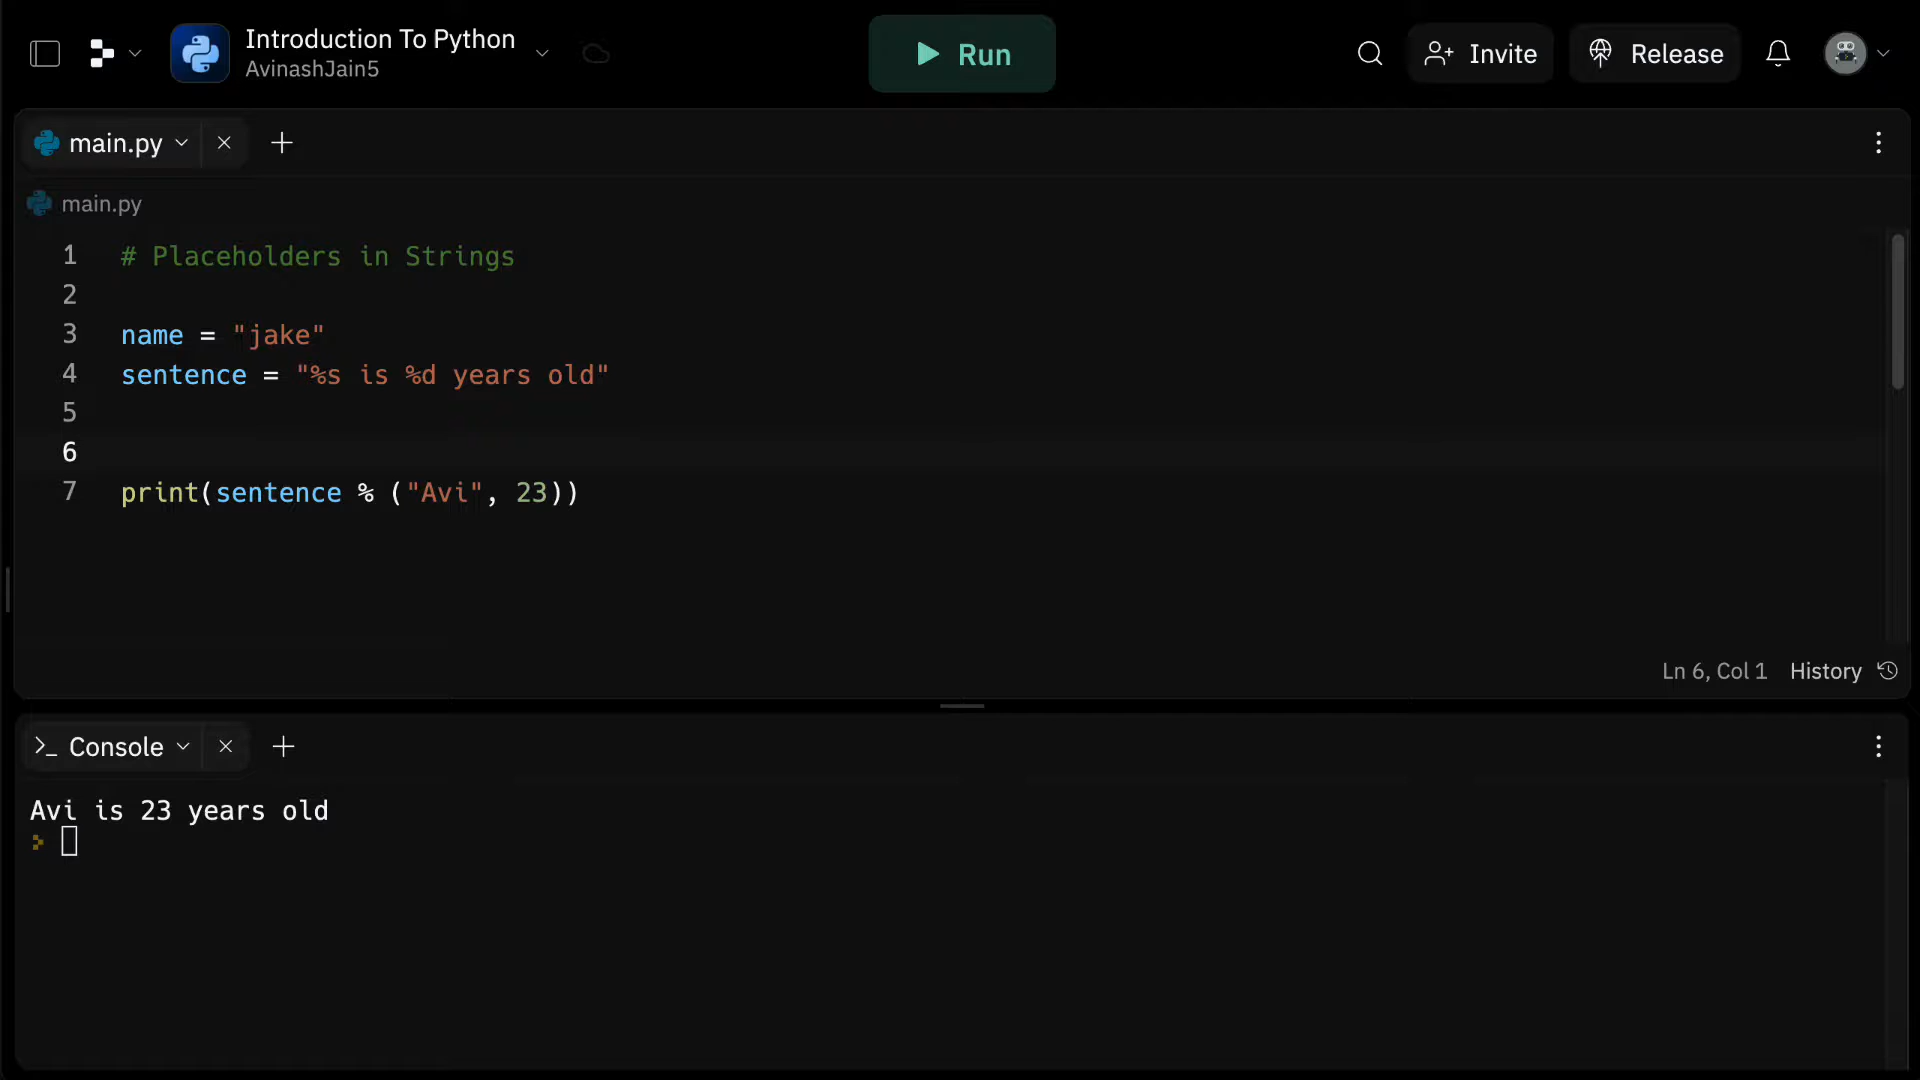 Introduction To Python
AvinashJain5
Run
Invite
Release
main.py
main.py
1 # Placeholders in Strings
2
3 name = "jake"
4 sentence = "%s is %d years old"
5
6
7 print(sentence % ("Avi", 23))
Ln 6, Col 1 History
>_ Console
Avi is 23 years old